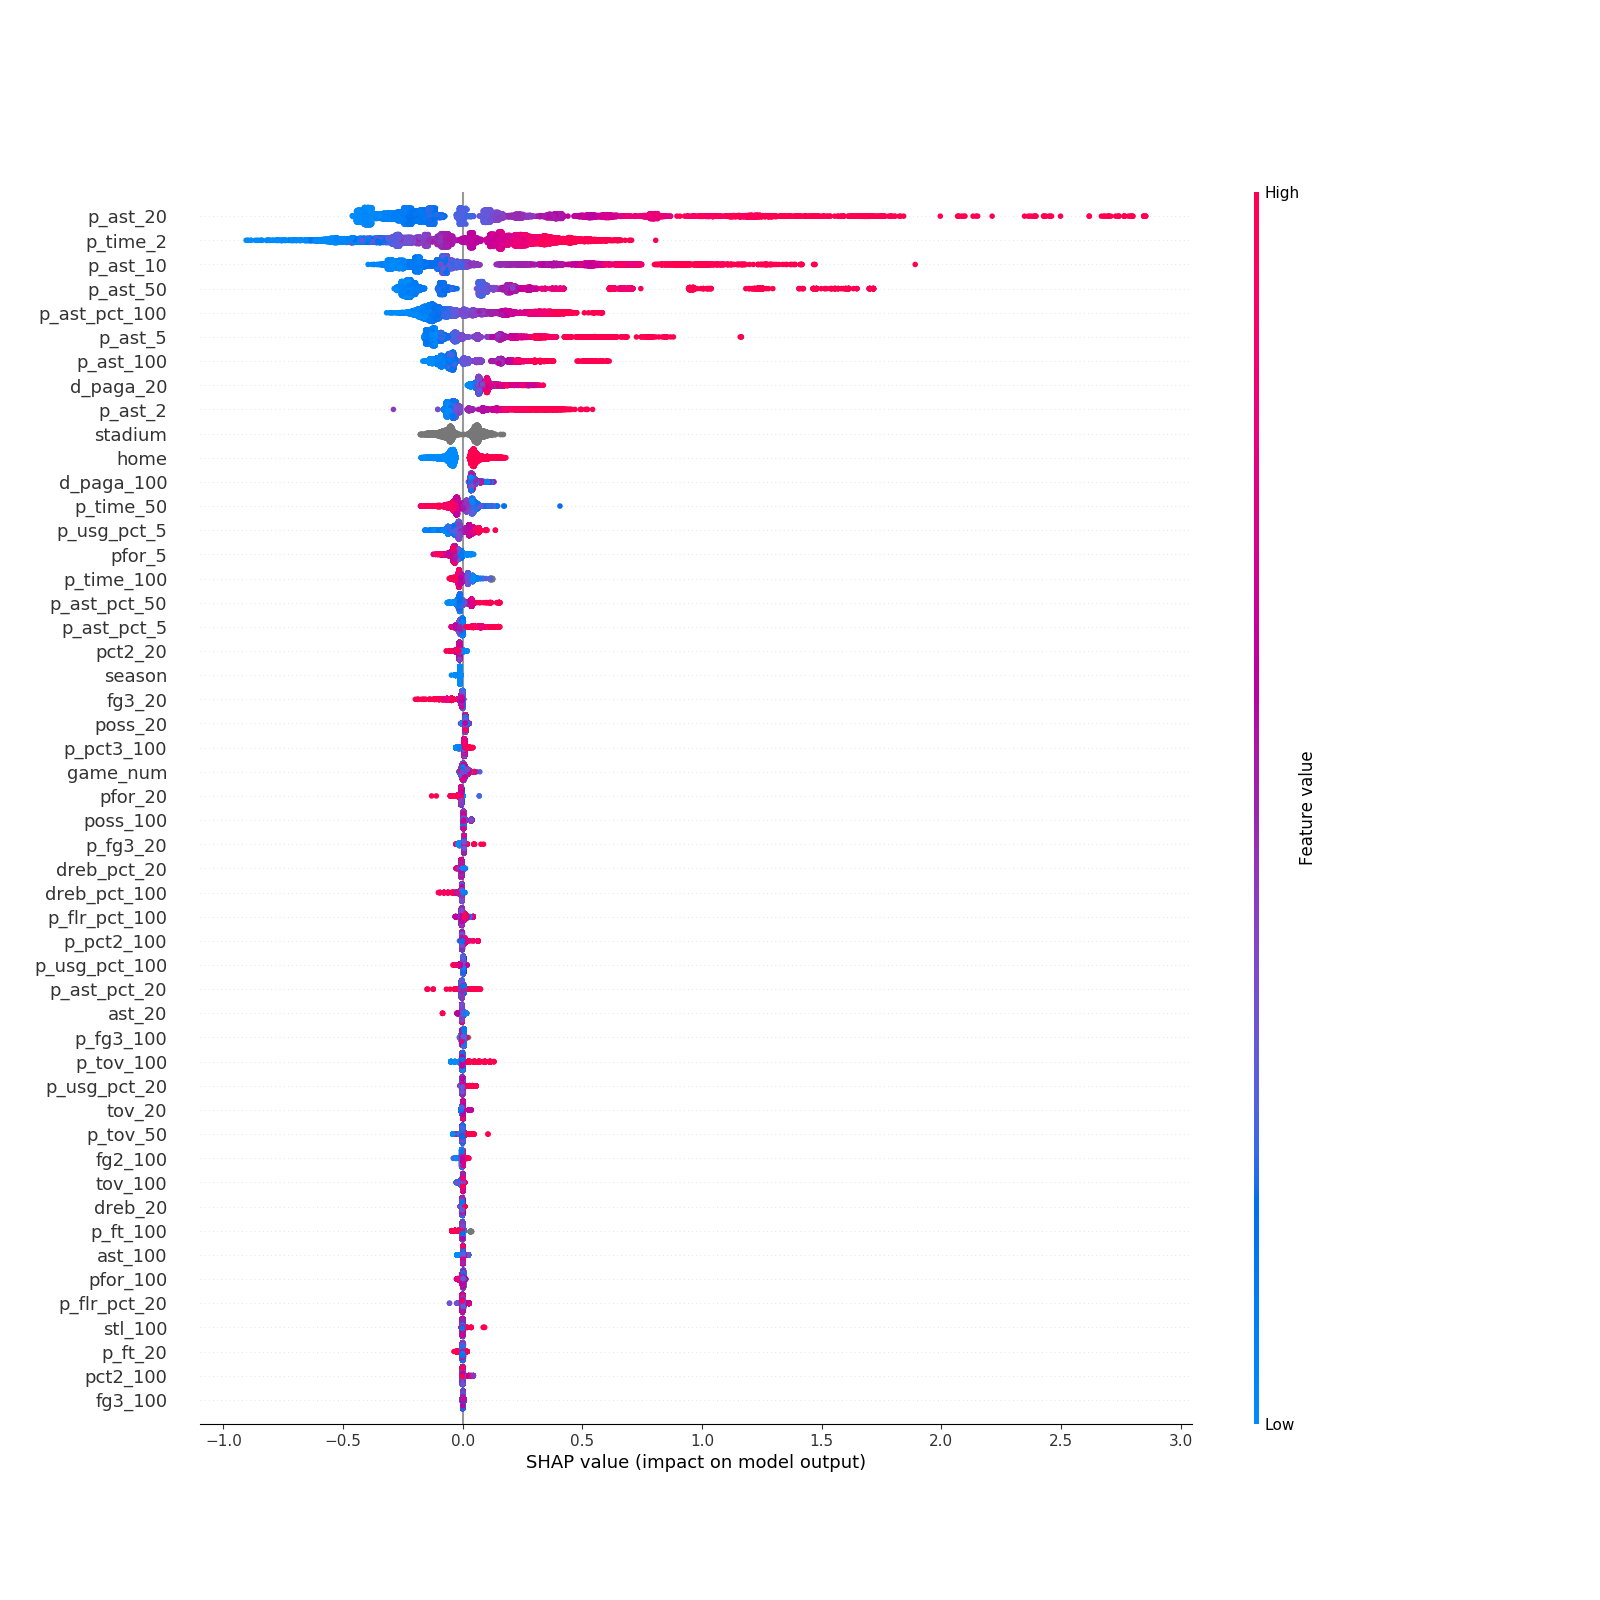 High
p_ast_20
p_time_2
p_ast_10
p_ast_50
p_ast_pct_100
p_ast_5
p_ast_100
d_paga_20
p_ast_2
stadium
home
d_paga_100
p_time_50
p_usg_pct_5
pfor_5
p_time_100
p_ast_pct_50
p_ast_pct_5
pct2_20
season
fg3_20
poss_20
p_pct3_100
game_num
pfor_20
poss_100
p_fg3_20
dreb_pct_20
dreb_pct_100
p_flr_pct_100
p_pct2_100
p_usg_pct_100
p_ast_pct_20
ast_20
p_fg3_100
p_tov_100
p_usg_pct_20
tov_20
p_tov_50
fg2_100
tov_100
dreb_20
p_ft_100
ast_100
pfor_100
p_flr_pct_20
stl_100
p_ft_20
pct2_100
fg3_100
Feature value
Low
−1.0 −0.5 0.0 0.5 1.0 1.5 2.0 2.5 3.0
SHAP value (impact on model output)